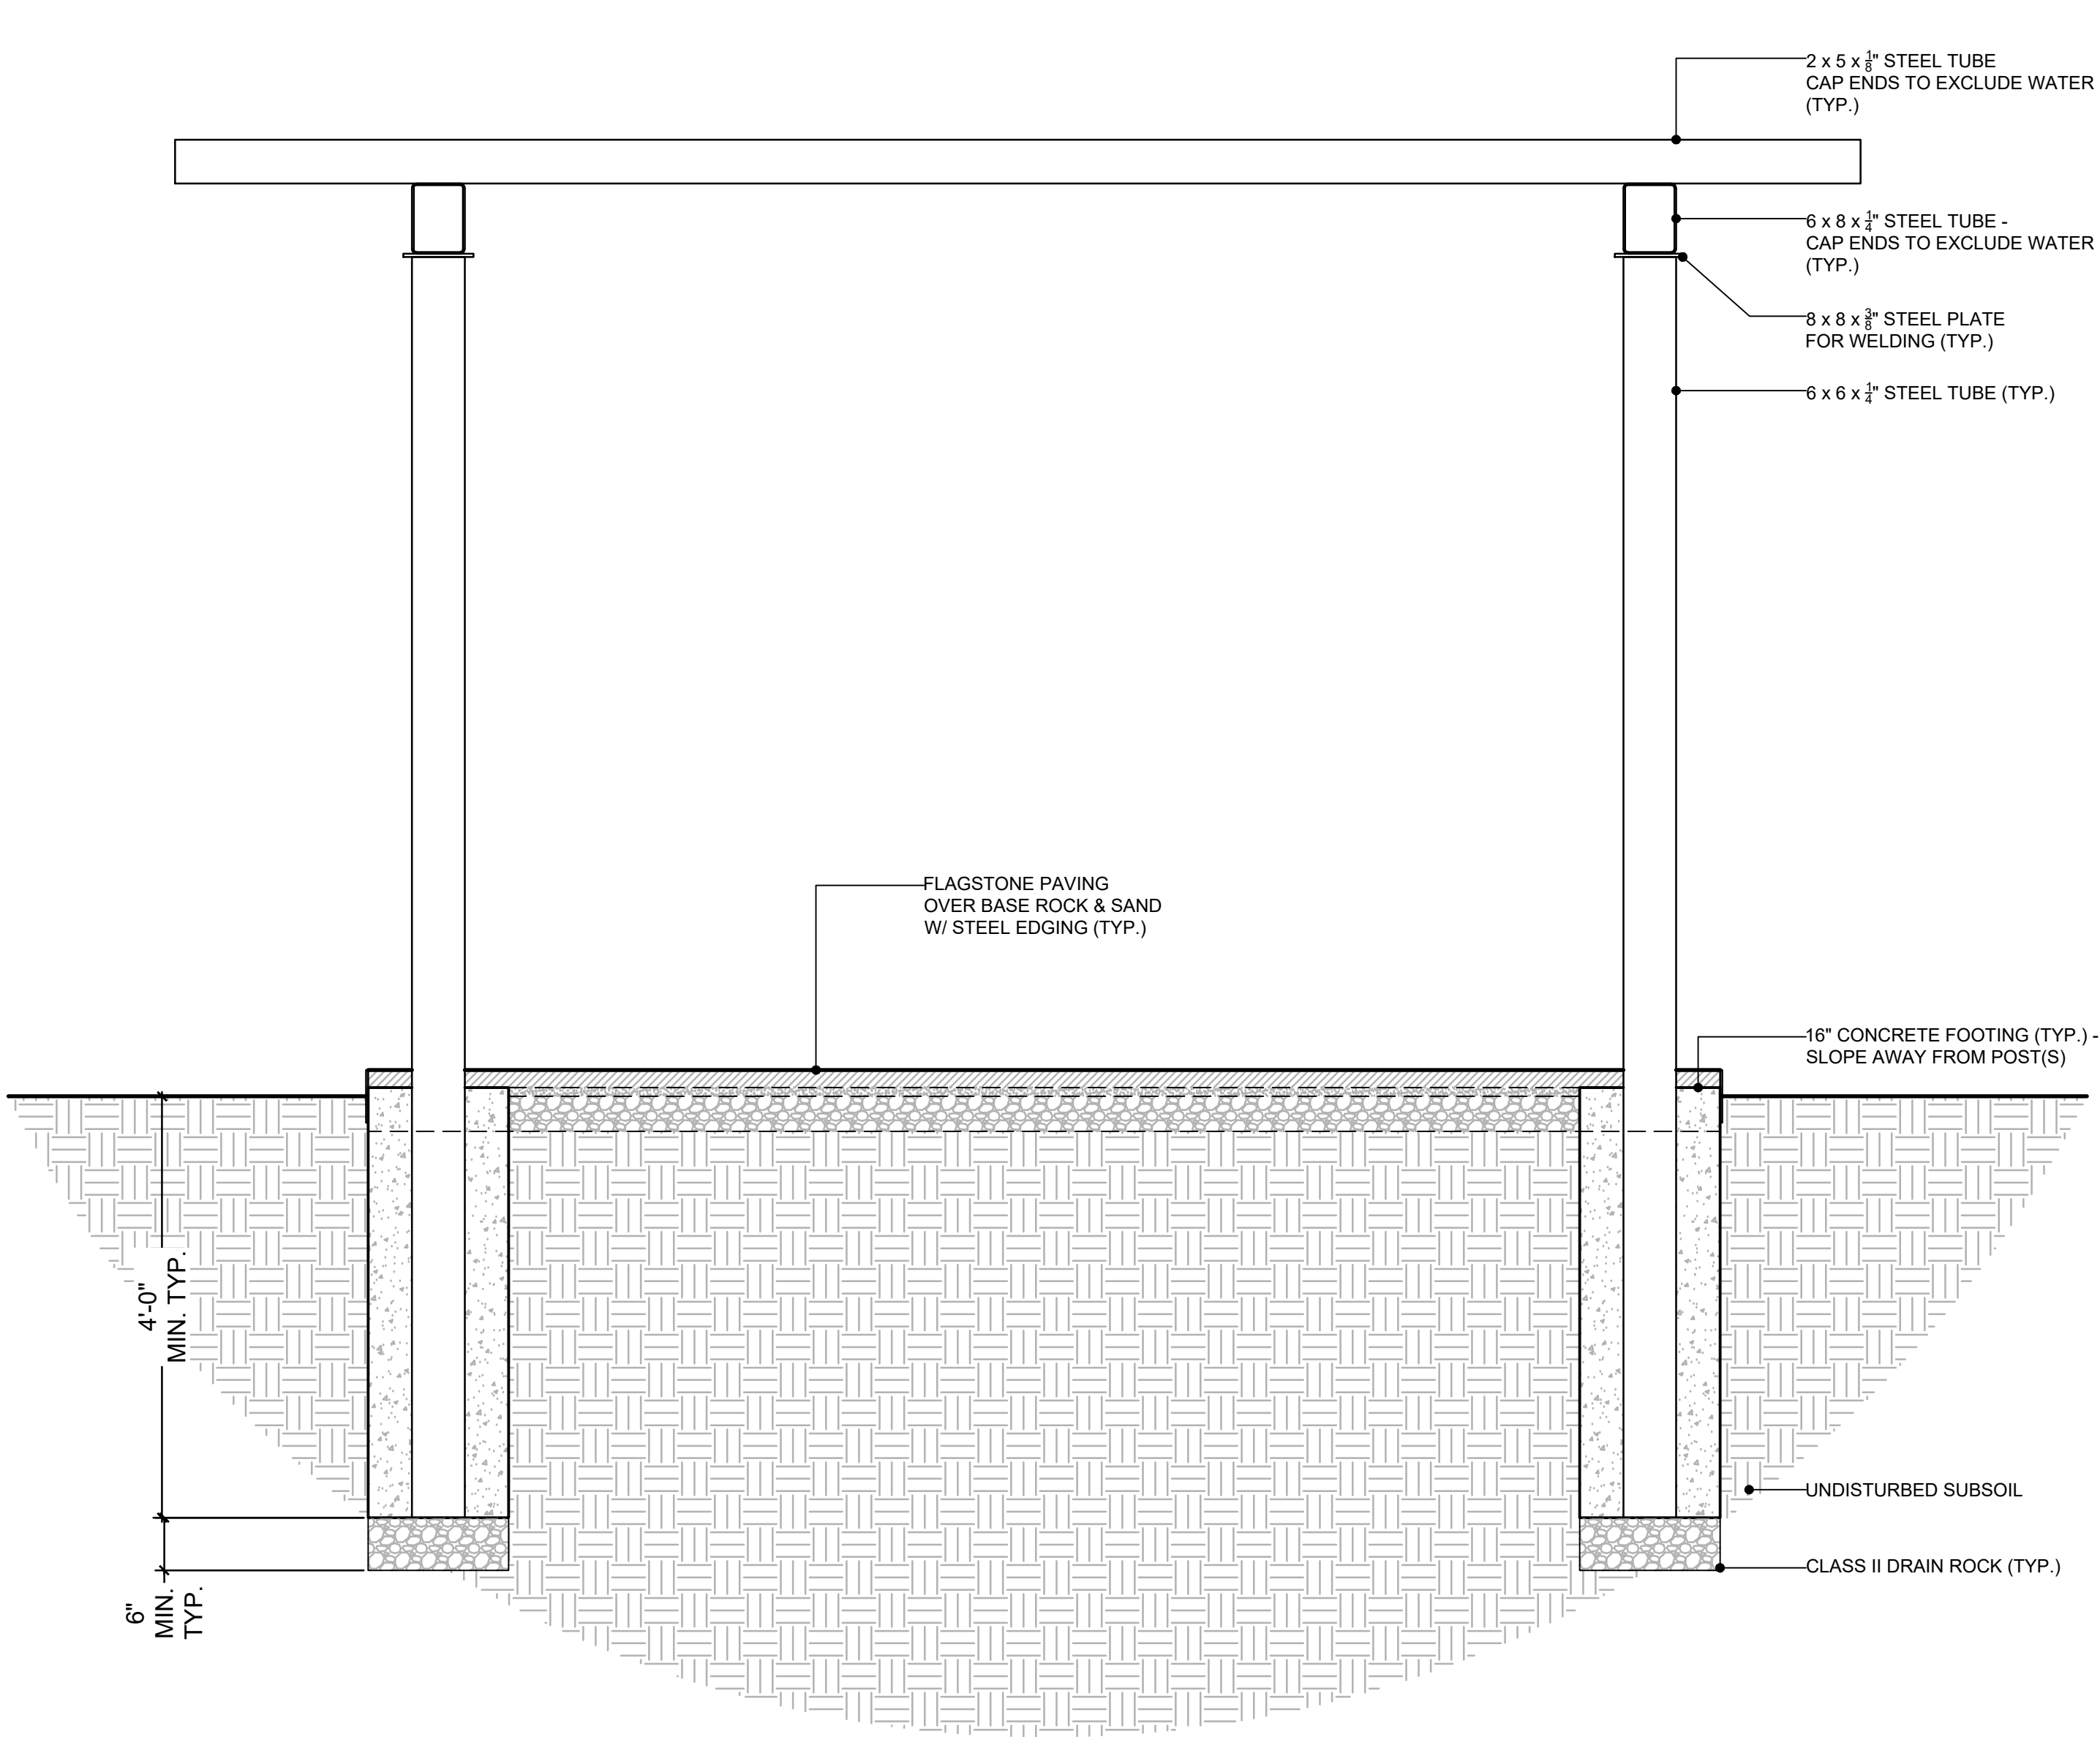 2 x 5 x 1/8" STEEL TUBE
CAP ENDS TO EXCLUDE WATER
(TYP.)
6 x 8 x 1/4" STEEL TUBE -
CAP ENDS TO EXCLUDE WATER
(TYP.)
8 x 8 x 3/8" STEEL PLATE
FOR WELDING (TYP.)
6 x 6 x 1/4" STEEL TUBE (TYP.)
FLAGSTONE PAVING
OVER BASE ROCK & SAND
W/ STEEL EDGING (TYP.)
16" CONCRETE FOOTING (TYP.) -
SLOPE AWAY FROM POST(S)
4'-0"
MIN. TYP.
UNDISTURBED SUBSOIL
CLASS II DRAIN ROCK (TYP.)
6"
MIN.
TYP.